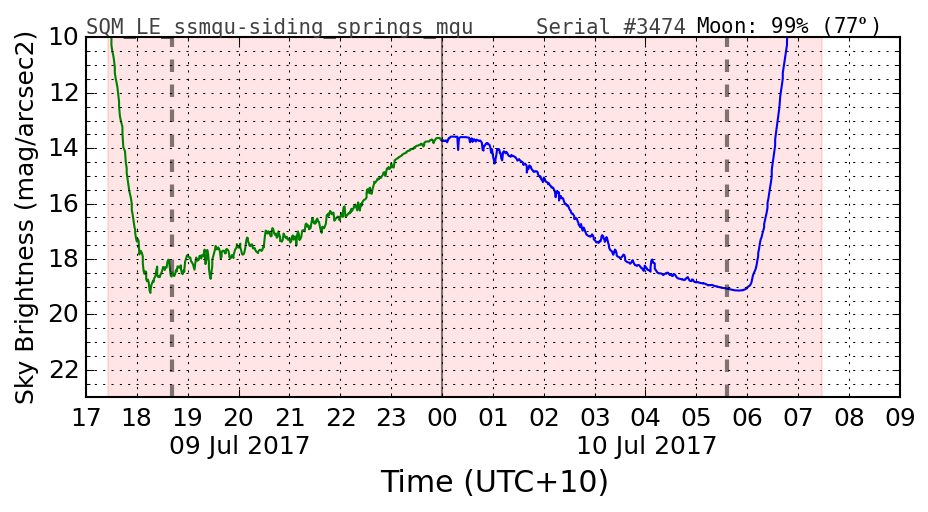 SQM_LE ssmqu-siding_springs_mqu Serial #3474 Moon: 99% (77°)
Sky Brightness (mag/arcsec2)
10
12
14
16
18
20
22
17 18 19 20 21 22 23 00 01 02 03 04 05 06 07 08 09
09 Jul 2017 10 Jul 2017
Time (UTC+10)